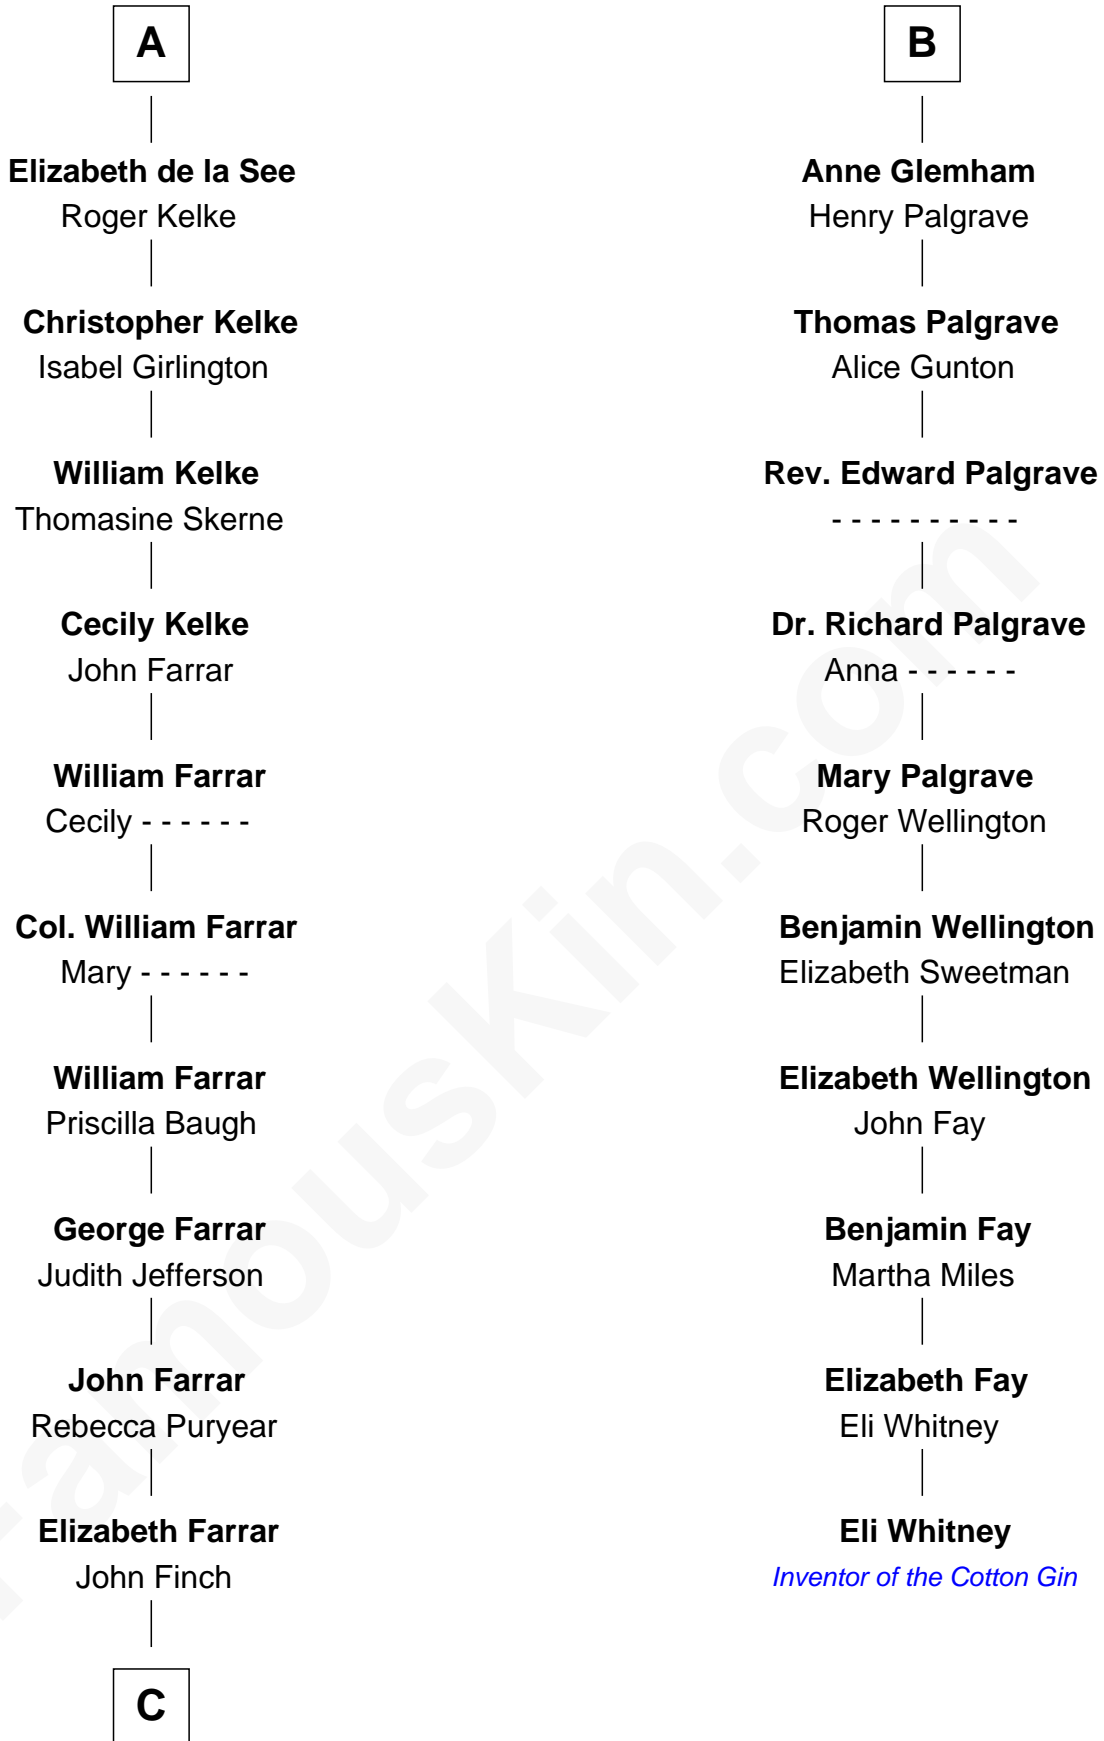 A
Elizabeth de la See
Roger Kelke
Christopher Kelke
Isabel Girlington
William Kelke
Thomasine Skerne
Cecily Kelke
John Farrar
William Farrar
Cecily - - - - - -
Col. William Farrar
Mary - - - - - -
William Farrar
Priscilla Baugh
George Farrar
Judith Jefferson
John Farrar
Rebecca Puryear
Elizabeth Farrar
John Finch
C
B
Anne Glemham
Henry Palgrave
Thomas Palgrave
Alice Gunton
Rev. Edward Palgrave
- - - - - - - - - -
Dr. Richard Palgrave
Anna - - - - - -
Mary Palgrave
Roger Wellington
Benjamin Wellington
Elizabeth Sweetman
Elizabeth Wellington
John Fay
Benjamin Fay
Martha Miles
Elizabeth Fay
Eli Whitney
Eli Whitney
Inventor of the Cotton Gin
FamousKin.com